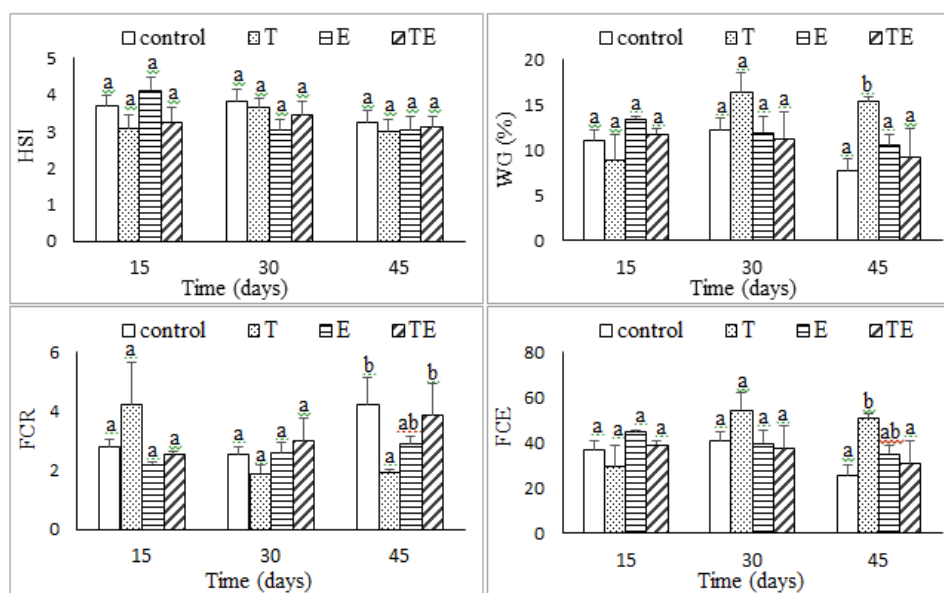 control T E TE
HSI
5
4
3
2
1
0
a a a a a a a a a a a a
15 30 45
Time (days)
control T E TE
WG (%)
20
15
10
5
0
a a a a a a a a a b a a
15 30 45
Time (days)
control T E TE
FCR
6
4
2
0
a a a a a a a a b a ab b
15 30 45
Time (days)
control T E TE
FCE
80
60
40
20
0
a a a a a a a a a b ab a
15 30 45
Time (days)